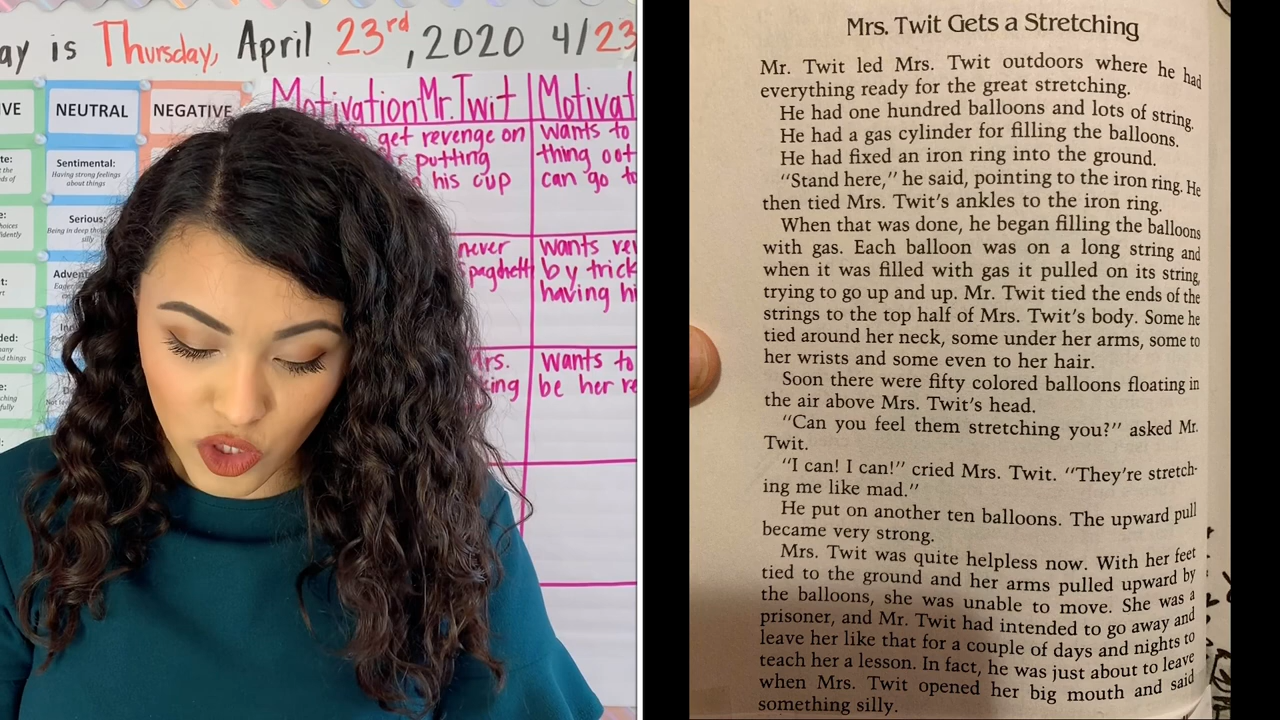 ay is Thursday, April 23rd, 2020 4/23
IVE
NEUTRAL
NEGATIVE
Sentimental:
Having strong feelings
about things
Serious:
Being in deep
silly
Motivation Mr. Twit
get revenge on
putting
his cup
never
spaghetti
Mrs.
Motivat
Wants to
thing out
can go to
Wants rev
by trick
having hi
Wants to
be her re
Mrs. Twit Gets a Stretching
Mr. Twit led Mrs. Twit outdoors where he had
everything ready for the great stretching.
He had one hundred balloons and lots of string.
He had a gas cylinder for filling the balloons.
He had fixed an iron ring into the ground.
“Stand here,” he said, pointing to the iron ring. He
then tied Mrs. Twit’s ankles to the iron ring.
When that was done, he began filling the balloons
with gas. Each balloon was on a long string and
when it was filled with gas it pulled on its string,
trying to go up and up. Mr. Twit tied the ends of the
strings to the top half of Mrs. Twit’s body. Some he
tied around her neck, some under her arms, some to
her wrists and some even to her hair.
Soon there were fifty colored balloons floating in
the air above Mrs. Twit’s head.
“Can you feel them stretching you?” asked Mr.
Twit.
“I can! I can!” cried Mrs. Twit. “They’re stretch-
ing me like mad.”
He put on another ten balloons. The upward pull
became very strong.
Mrs. Twit was quite helpless now. With her feet
tied to the ground and her arms pulled upward by
the balloons, she was unable to move. She was a
prisoner, and Mr. Twit had intended to go away and
leave her like that for a couple of days and nights to
teach her a lesson. In fact, he was just about to leave
when Mrs. Twit opened her big mouth and said
something silly.